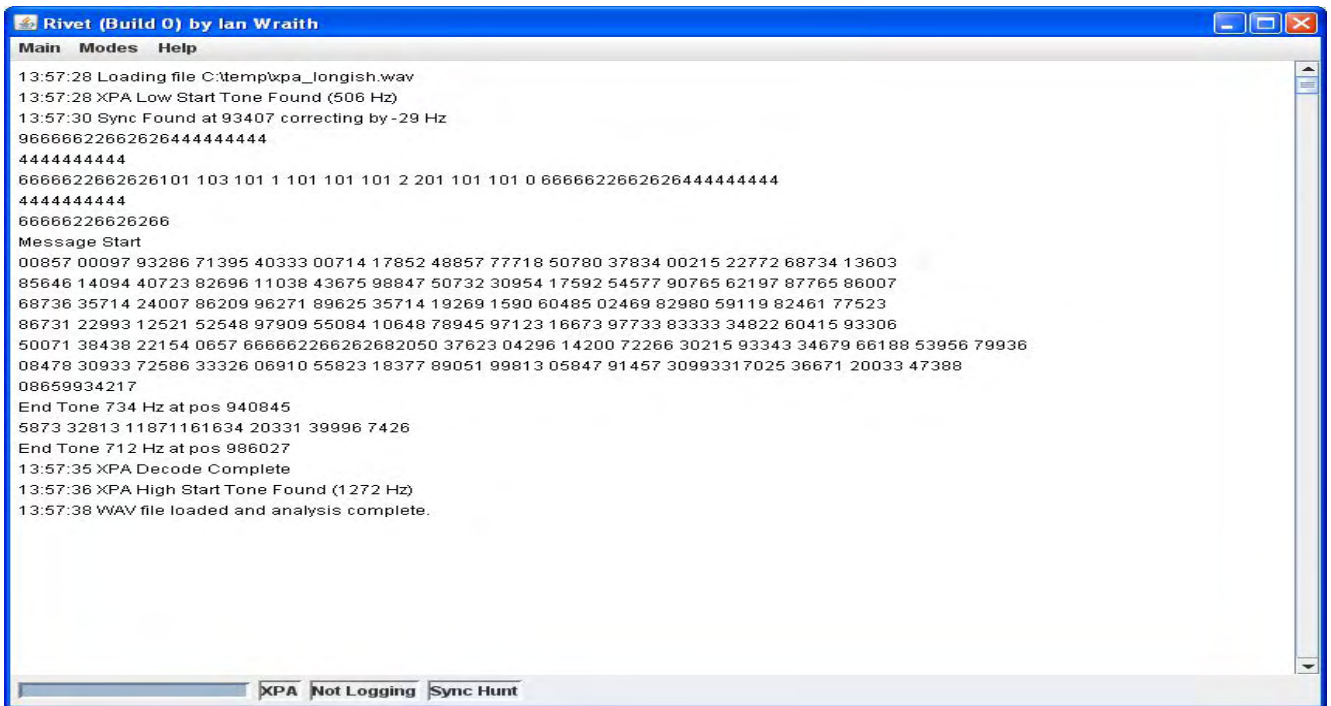 Rivet (Build 0) by Ian Wraith
Main Modes Help
13:57:28 Loading file C:\temp\xpa_longish.wav
13:57:28 XPA Low Start Tone Found (506 Hz)
13:57:30 Sync Found at 93407 correcting by -29 Hz
96666622662626444444444
4444444444
6666622662626101 103 101 1 101 101 101 2 201 101 101 0 6666622662626444444444
4444444444
66666226626266
Message Start
00857 00097 93286 71395 40333 00714 17852 48857 77718 50780 37834 00215 22772 68734 13603
85646 14094 40723 82696 11038 43675 98847 50732 30954 17592 54577 90765 62197 87765 86007
68736 35714 24007 86209 96271 89625 35714 19269 1590 60485 02469 82980 59119 82461 77523
86731 22993 12521 52548 97909 55084 10648 78945 97123 16673 97733 83333 34822 60415 93306
50071 38438 22154 0657 666662266262682050 37623 04296 14200 72266 30215 93343 34679 66188 53956 79936
08478 30933 72586 33326 06910 55823 18377 89051 99813 05847 91457 30993317025 36671 20033 47388
08659934217
End Tone 734 Hz at pos 940845
5873 32813 11871161634 20331 39996 7426
End Tone 712 Hz at pos 986027
13:57:35 XPA Decode Complete
13:57:36 XPA High Start Tone Found (1272 Hz)
13:57:38 WAV file loaded and analysis complete.
XPA Not Logging Sync Hunt